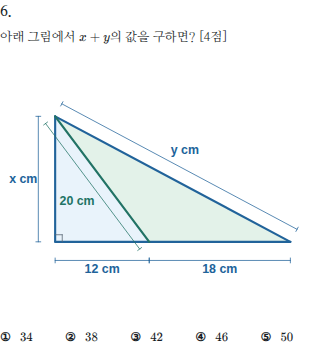 6.
아래 그림에서 x + y의 값을 구하면? [4점]
y cm
x cm
20 cm
12 cm 18 cm
① 34 ② 38 ③ 42 ④ 46 ⑤ 50